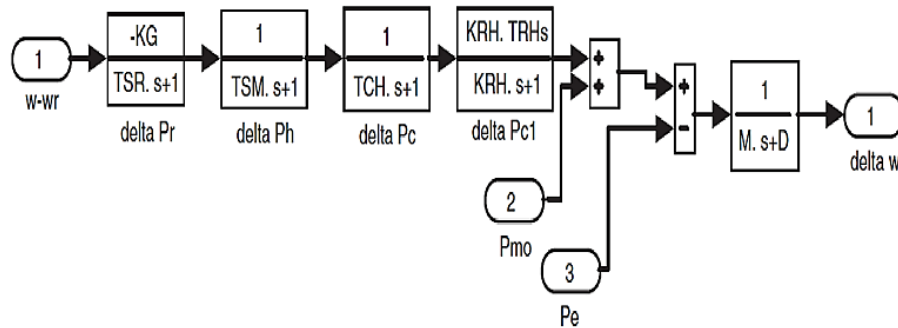 1
w-wr
-KG
TSR. s+1
delta Pr
1
TSM. s+1
delta Ph
1
TCH. s+1
delta Pc
KRH. TRHs
KRH. s+1
delta Pc1
+
+
+
-
1
M. s+D
1
delta w
2
Pmo
3
Pe